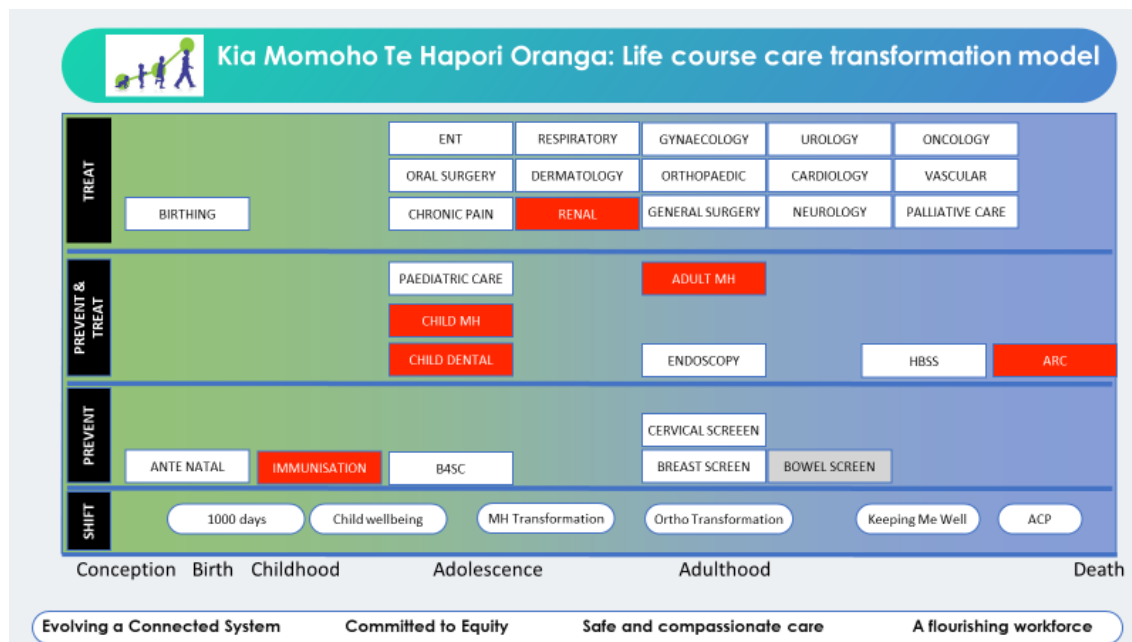 Kia Momoho Te Hapori Oranga: Life course care transformation model
TREAT
ENT
RESPIRATORY
GYNAECOLOGY
UROLOGY
ONCOLOGY
ORAL SURGERY
DERMATOLOGY
ORTHOPAEDIC
CARDIOLOGY
VASCULAR
BIRTHING
CHRONIC PAIN
RENAL
GENERAL SURGERY
NEUROLOGY
PALLIATIVE CARE
PREVENT &
TREAT
PAEDIATRIC CARE
ADULT MH
CHILD MH
CHILD DENTAL
ENDOSCOPY
HBSS
ARC
PREVENT
CERVICAL SCREEEN
ANTE NATAL
IMMUNISATION
B4SC
BREAST SCREEN
BOWEL SCREEN
SHIFT
1000 days
Child wellbeing
MH Transformation
Ortho Transformation
Keeping Me Well
ACP
Conception
Birth
Childhood
Adolescence
Adulthood
Death
Evolving a Connected System
Committed to Equity
Safe and compassionate care
A flourishing workforce